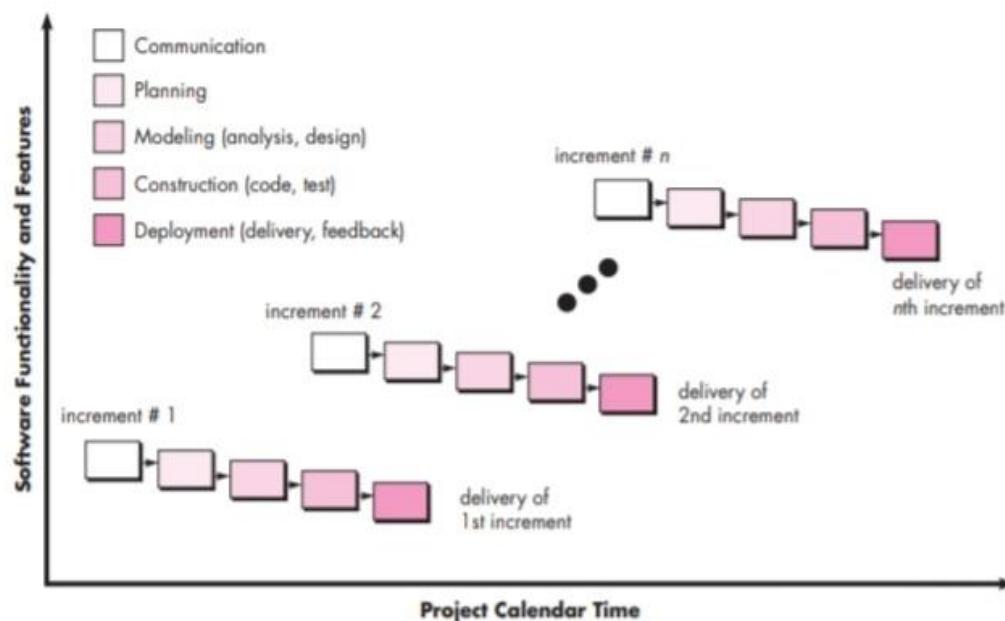 Communication
Planning
Modeling (analysis, design)
Construction (code, test)
Deployment (delivery, feedback)
increment # n
delivery of
nth increment
increment # 2
delivery of
2nd increment
increment # 1
delivery of
1st increment
Software Functionality and Features
Project Calendar Time